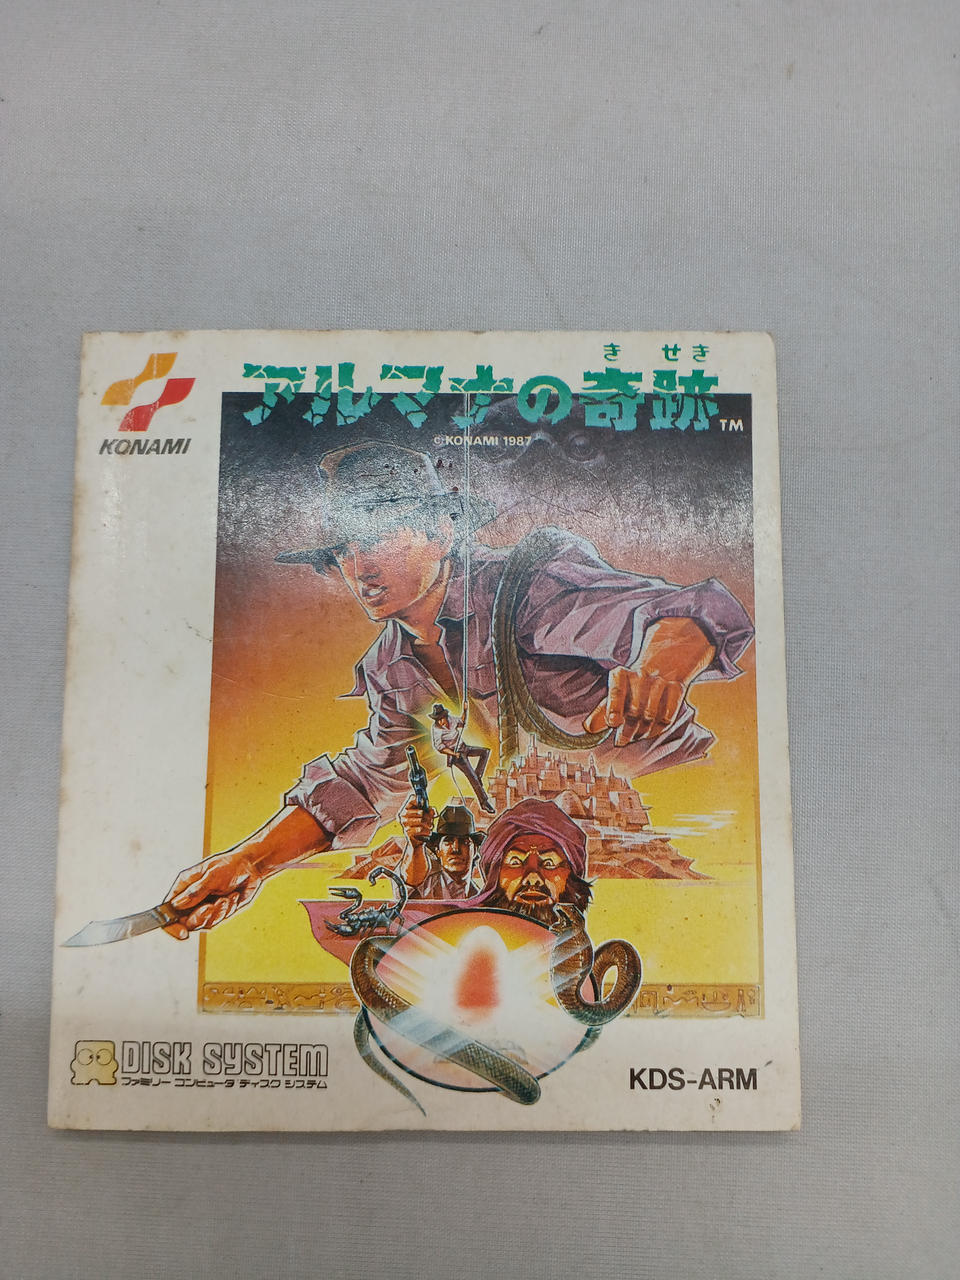 KONAMI
き せき
アルマナの奇跡 TM
© KONAMI 1987
DISK SYSTEM
ファミリー コンピュータ ディスク システム
KDS-ARM